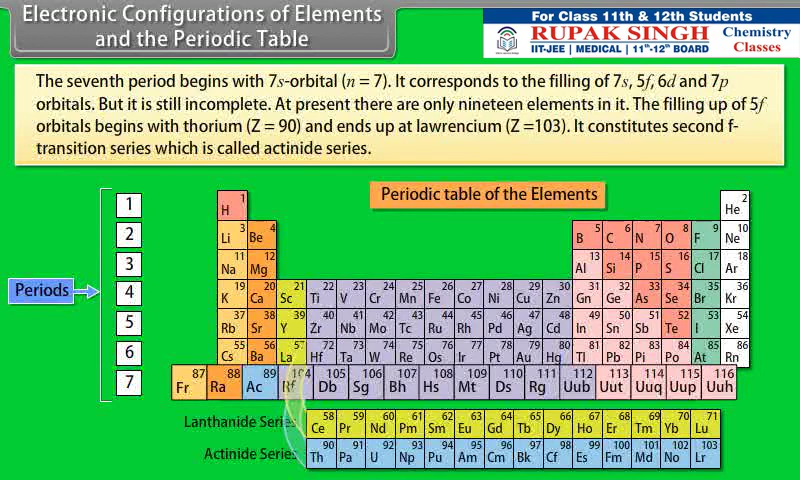 Electronic Configurations of Elements
and the Periodic Table
For Class 11th & 12th Students
RUPAK SINGH
IIT-JEE | MEDICAL | 11th-12th BOARD
Chemistry
Classes
The seventh period begins with 7s-orbital (n = 7). It corresponds to the filling of 7s, 5f, 6d and 7p
orbitals. But it is still incomplete. At present there are only nineteen elements in it. The filling up of 5f
orbitals begins with thorium (Z = 90) and ends up at lawrencium (Z =103). It constitutes second f-
transition series which is called actinide series.
Periodic table of the Elements
Periods
1
2
3
4
5
6
7
1 2
H He
3 4 5 6 7 8 9 10
Li Be B C N O F Ne
11 12 13 14 15 16 17 18
Na Mg Al Si P S Cl Ar
19 20 21 22 23 24 25 26 27 28 29 30 31 32 33 34 35 36
K Ca Sc Ti V Cr Mn Fe Co Ni Cu Zn Gn Ge As Se Br Kr
37 38 39 40 41 42 43 44 45 46 47 48 49 50 51 52 53 54
Rb Sr Y Zr Nb Mo Tc Ru Rh Pd Ag Cd In Sn Sb Te I Xe
55 56 57 72 73 74 75 76 77 78 79 80 81 82 83 84 85 86
Cs Ba La Hf Ta W Re Os Ir Pt Au Hg Tl Pb Pi Po At Rn
87 88 89 104 105 106 107 108 109 110 111 112 113 114 115 116
Fr Ra Ac Rf Db Sg Bh Hs Mt Ds Rg Uub Uut Uuq Uup Uuh
Lanthanide Series
58 59 60 61 62 63 64 65 66 67 68 69 70 71
Ce Pr Nd Pm Sm Eu Gd Tb Dy Ho Er Tm Yb Lu
Actinide Series
90 91 92 93 94 95 96 97 98 99 100 101 102 103
Th Pa U Np Pu Am Cm Bk Cf Es Fm Md No Lr